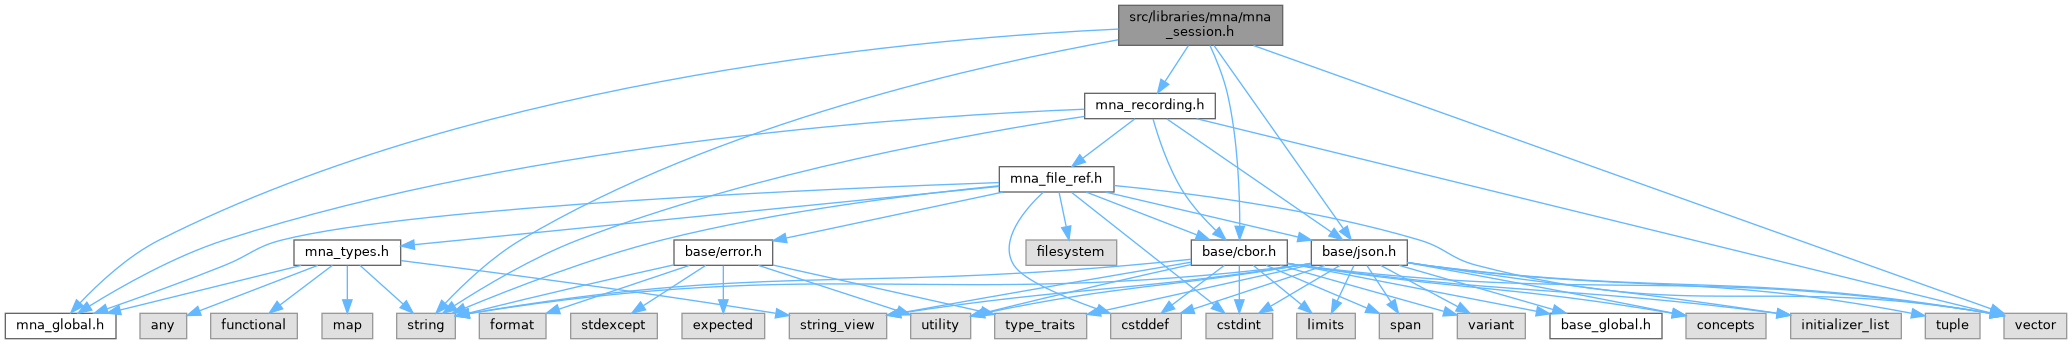 src/libraries/mna/mna
_session.h
mna_recording.h
mna_file_ref.h
mna_types.h
base/error.h
filesystem
base/cbor.h
base/json.h
mna_global.h
any
functional
map
string
format
stdexcept
expected
string_view
utility
type_traits
cstddef
cstdint
limits
span
variant
base_global.h
concepts
initializer_list
tuple
vector